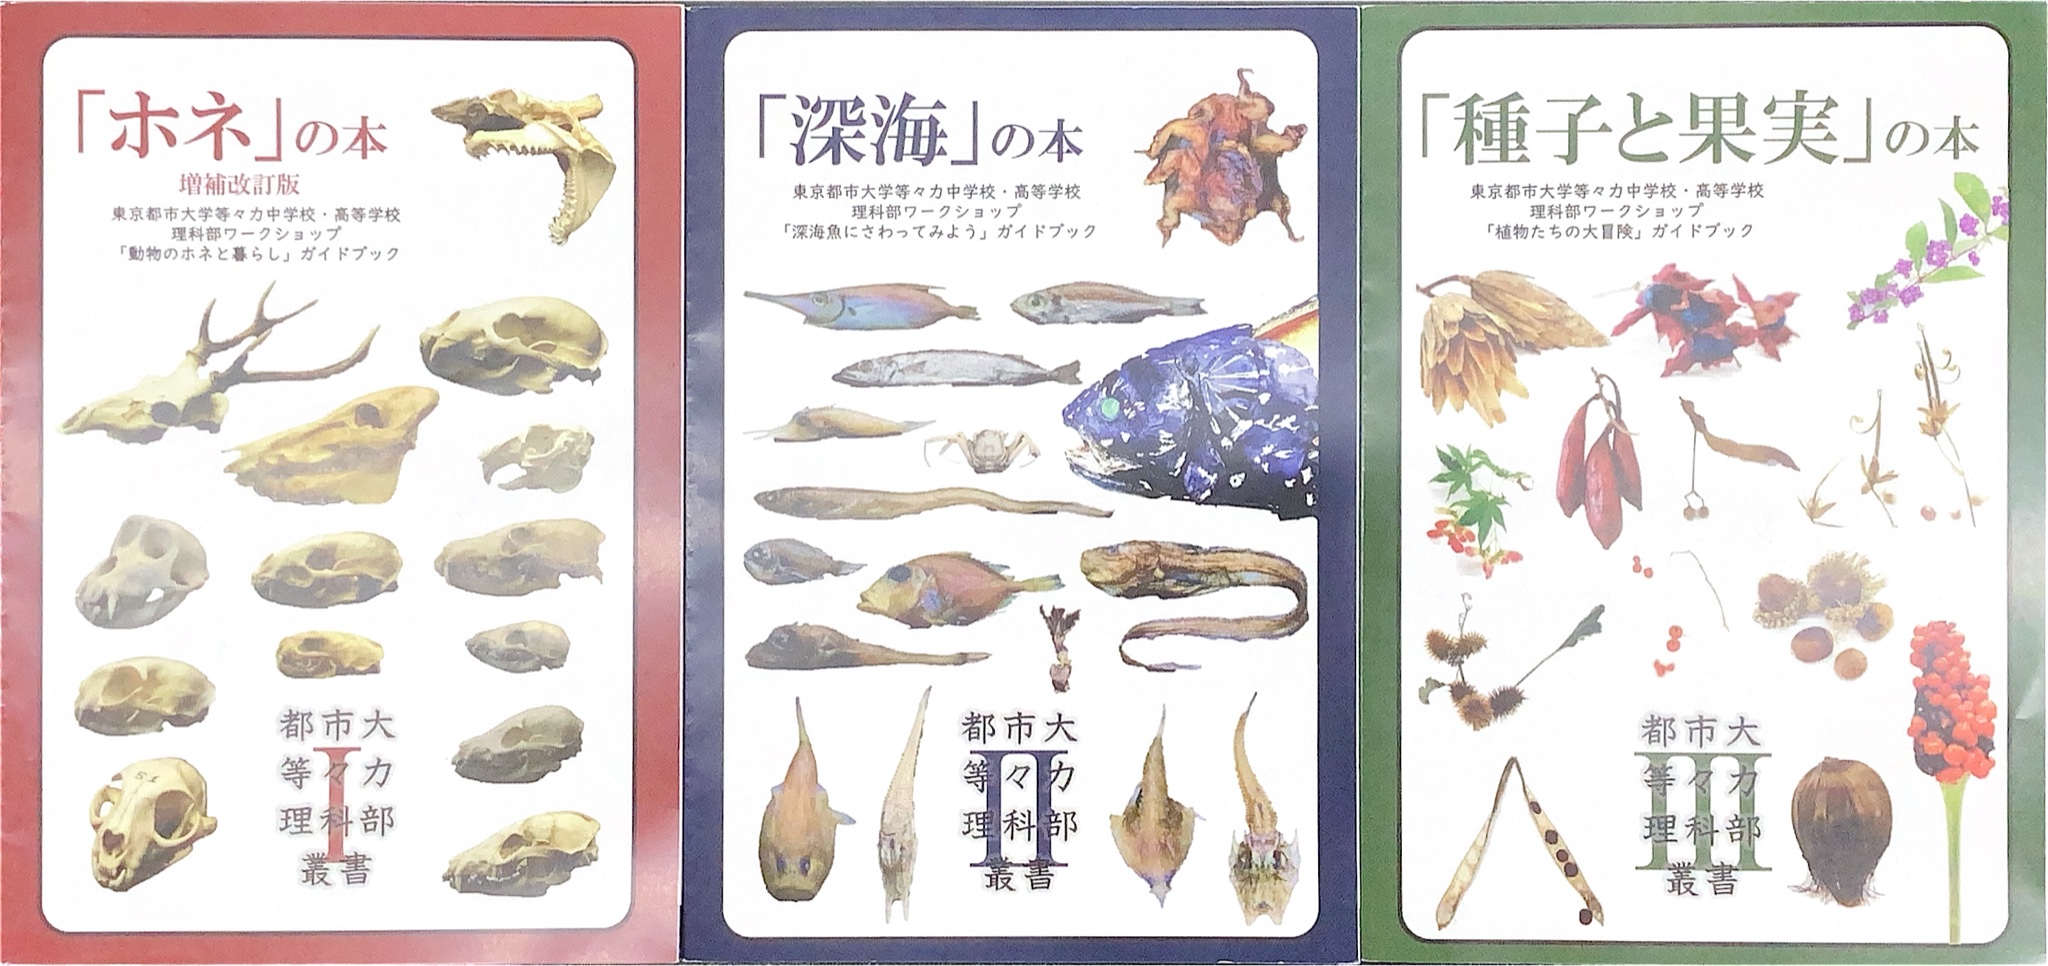 「ホネ」の本
増補改訂版
東京都市大学等々力中学校・高等学校
理科部ワークショップ
「動物のホネと暮らし」ガイドブック
51
都市大
等々力
理科部
叢書
I
「深海」の本
東京都市大学等々力中学校・高等学校
理科部ワークショップ
「深海魚にさわってみよう」ガイドブック
都市大
等々力
理科部
叢書
II
「種子と果実」の本
東京都市大学等々力中学校・高等学校
理科部ワークショップ
「植物たちの大冒険」ガイドブック
都市大
等々力
理科部
叢書
III